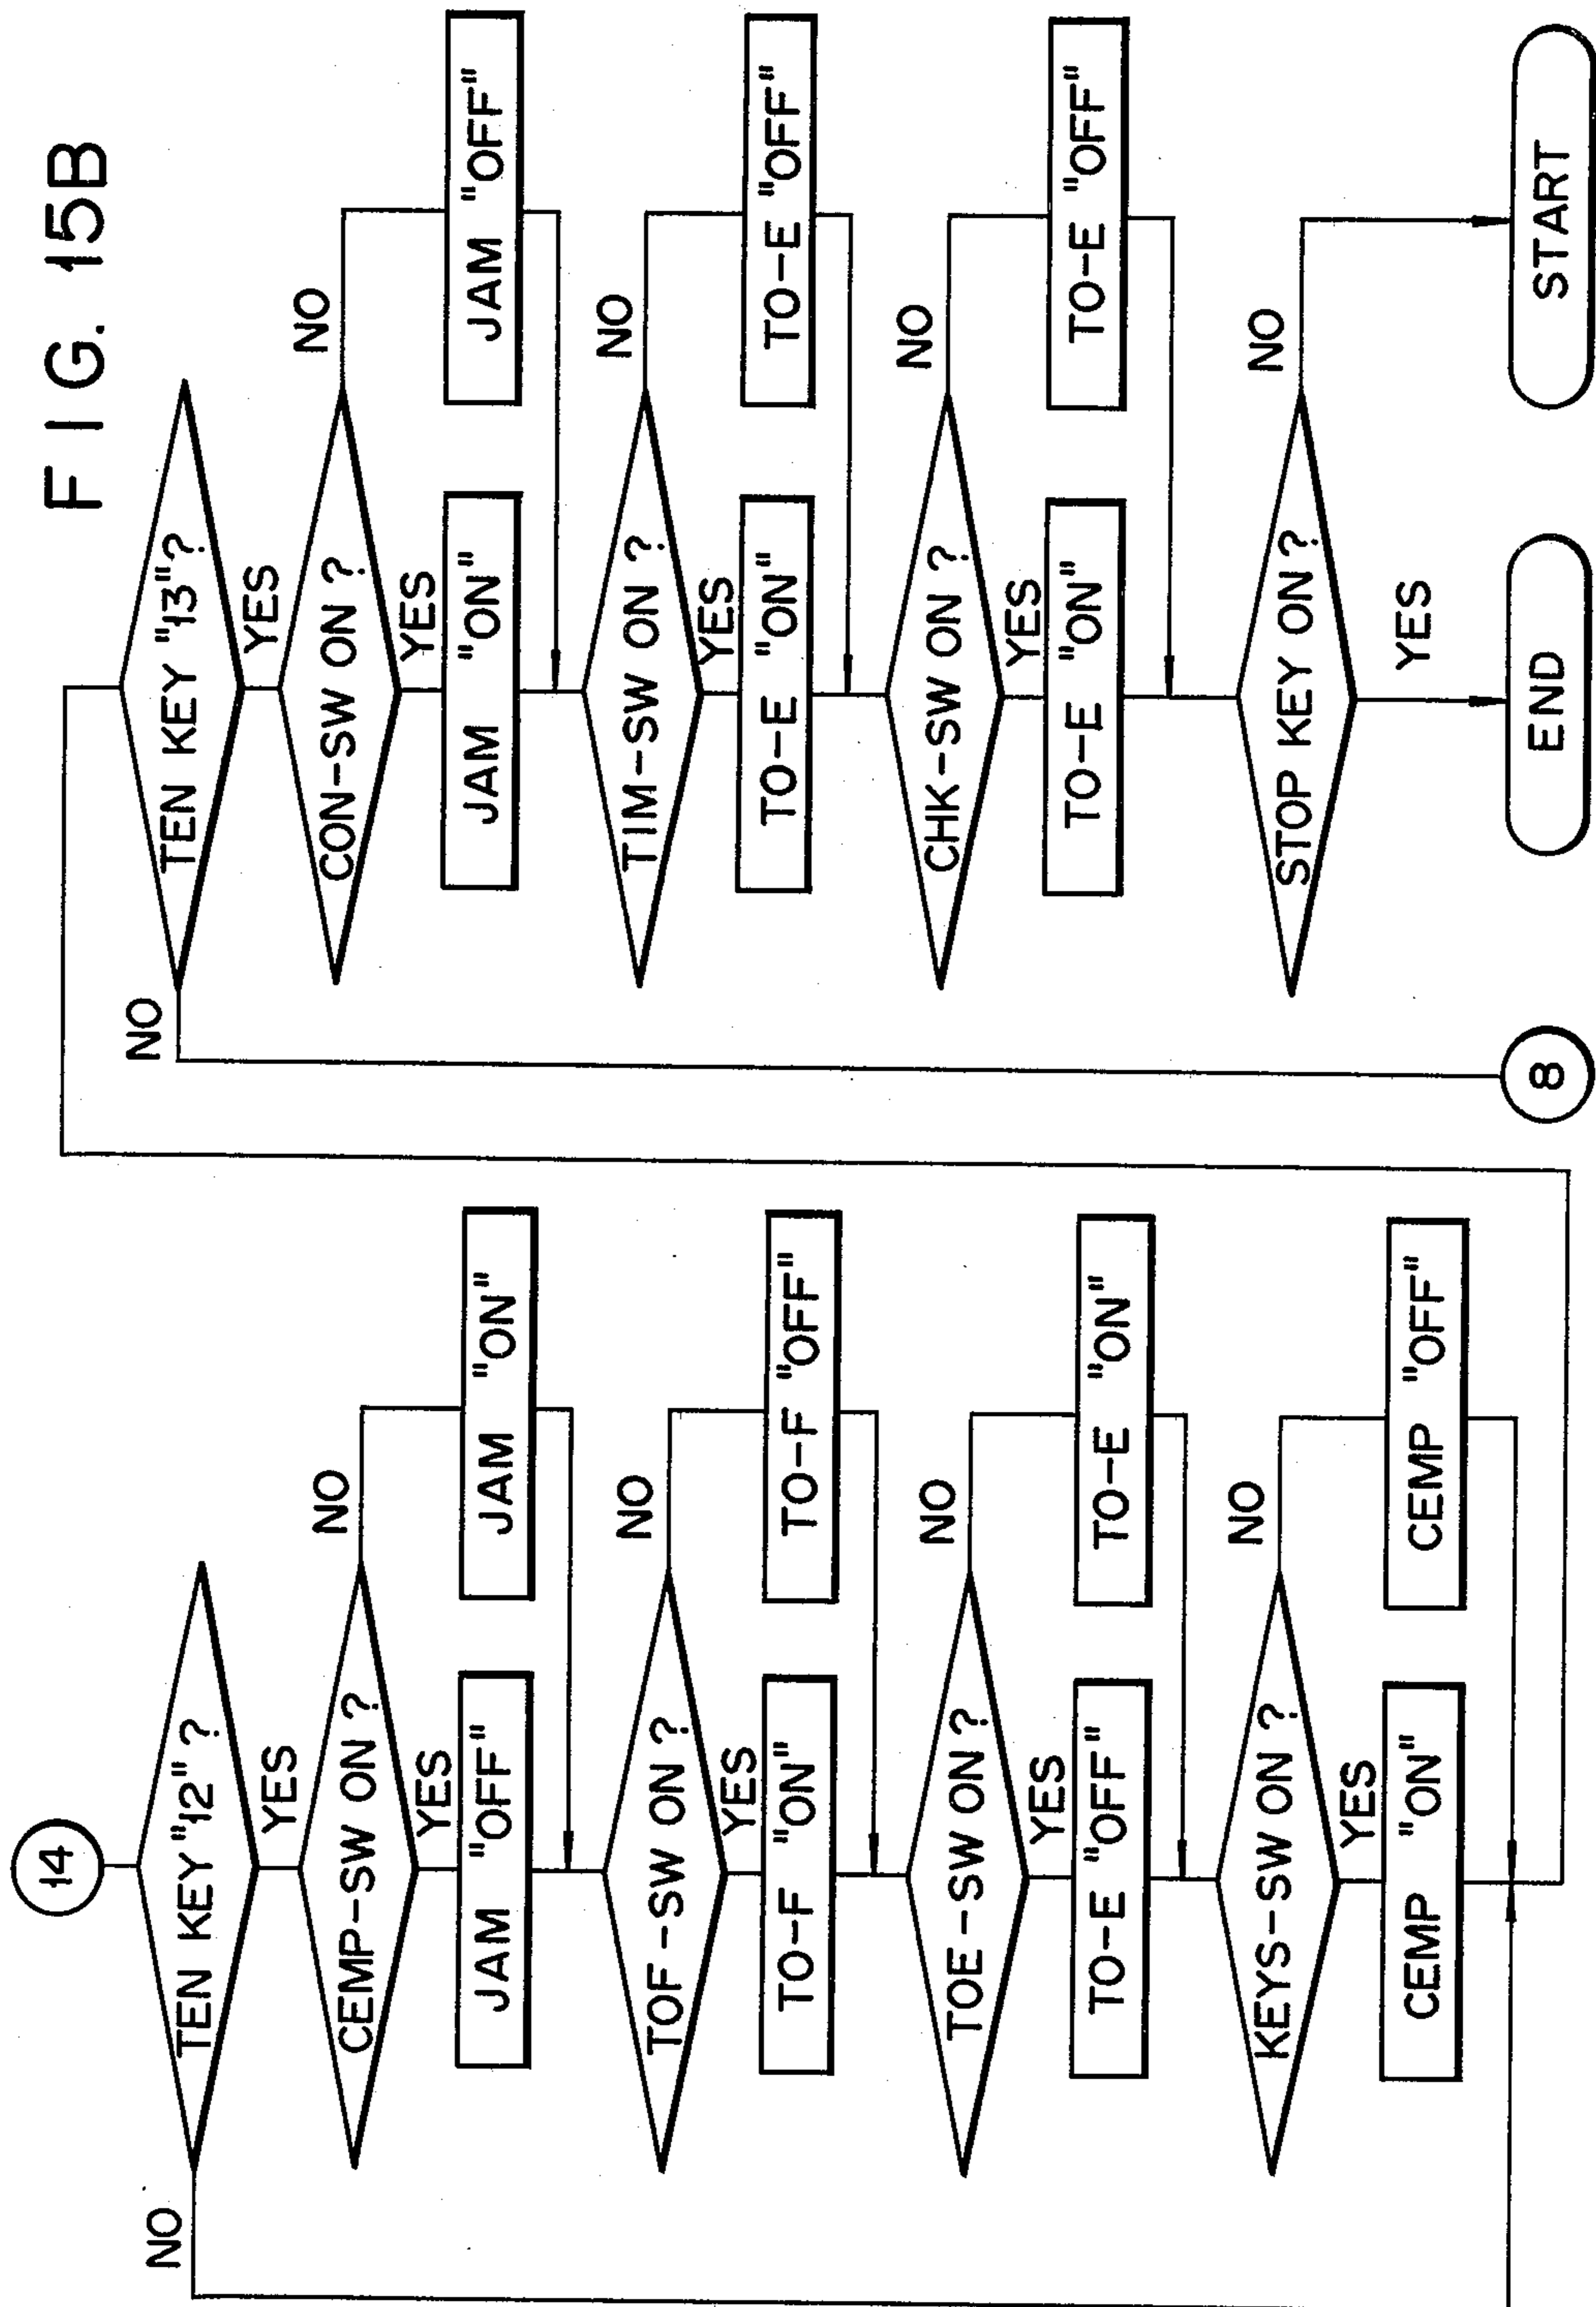 FIG. 15B
14
TEN KEY "12"?
NO
YES
CEMP-SW ON?
NO
YES
JAM "OFF"
JAM "ON"
TOF-SW ON?
NO
YES
TO-F "ON"
TO-F "OFF"
TOE-SW ON?
NO
YES
TO-E "OFF"
TO-E "ON"
KEYS-SW ON?
NO
YES
CEMP "ON"
CEMP "OFF"
TEN KEY "13"?
NO
YES
CON-SW ON?
NO
YES
JAM "ON"
JAM "OFF"
TIM-SW ON?
NO
YES
TO-E "ON"
TO-E "OFF"
CHK-SW ON?
NO
YES
TO-E "ON"
TO-E "OFF"
STOP KEY ON?
NO
YES
8
END
START